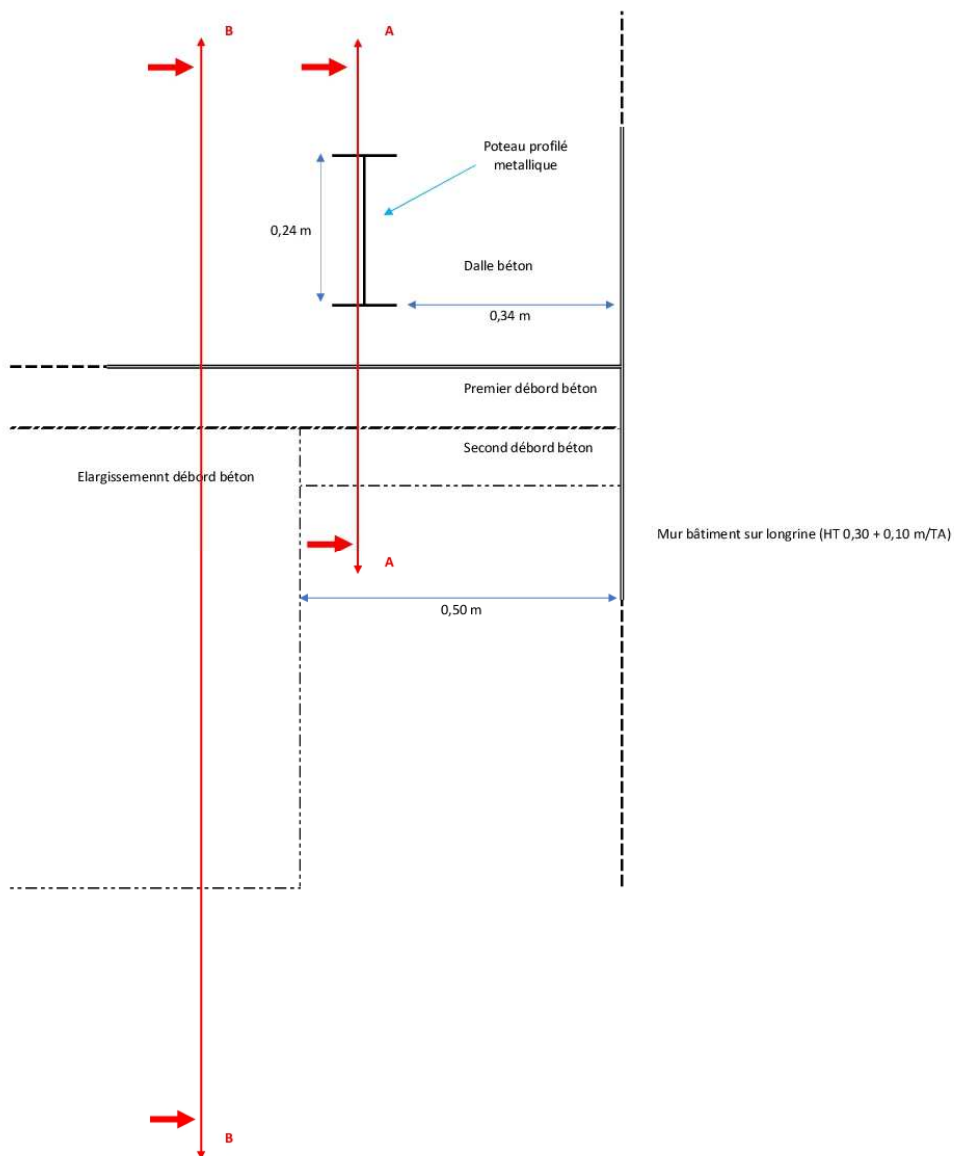 B
A
Poteau profilé
metallique
0,24 m
Dalle béton
0,34 m
Premier débord béton
Second débord béton
Elargissemennt débord béton
Mur bâtiment sur longrine (HT 0,30 + 0,10 m/TA)
A
0,50 m
B